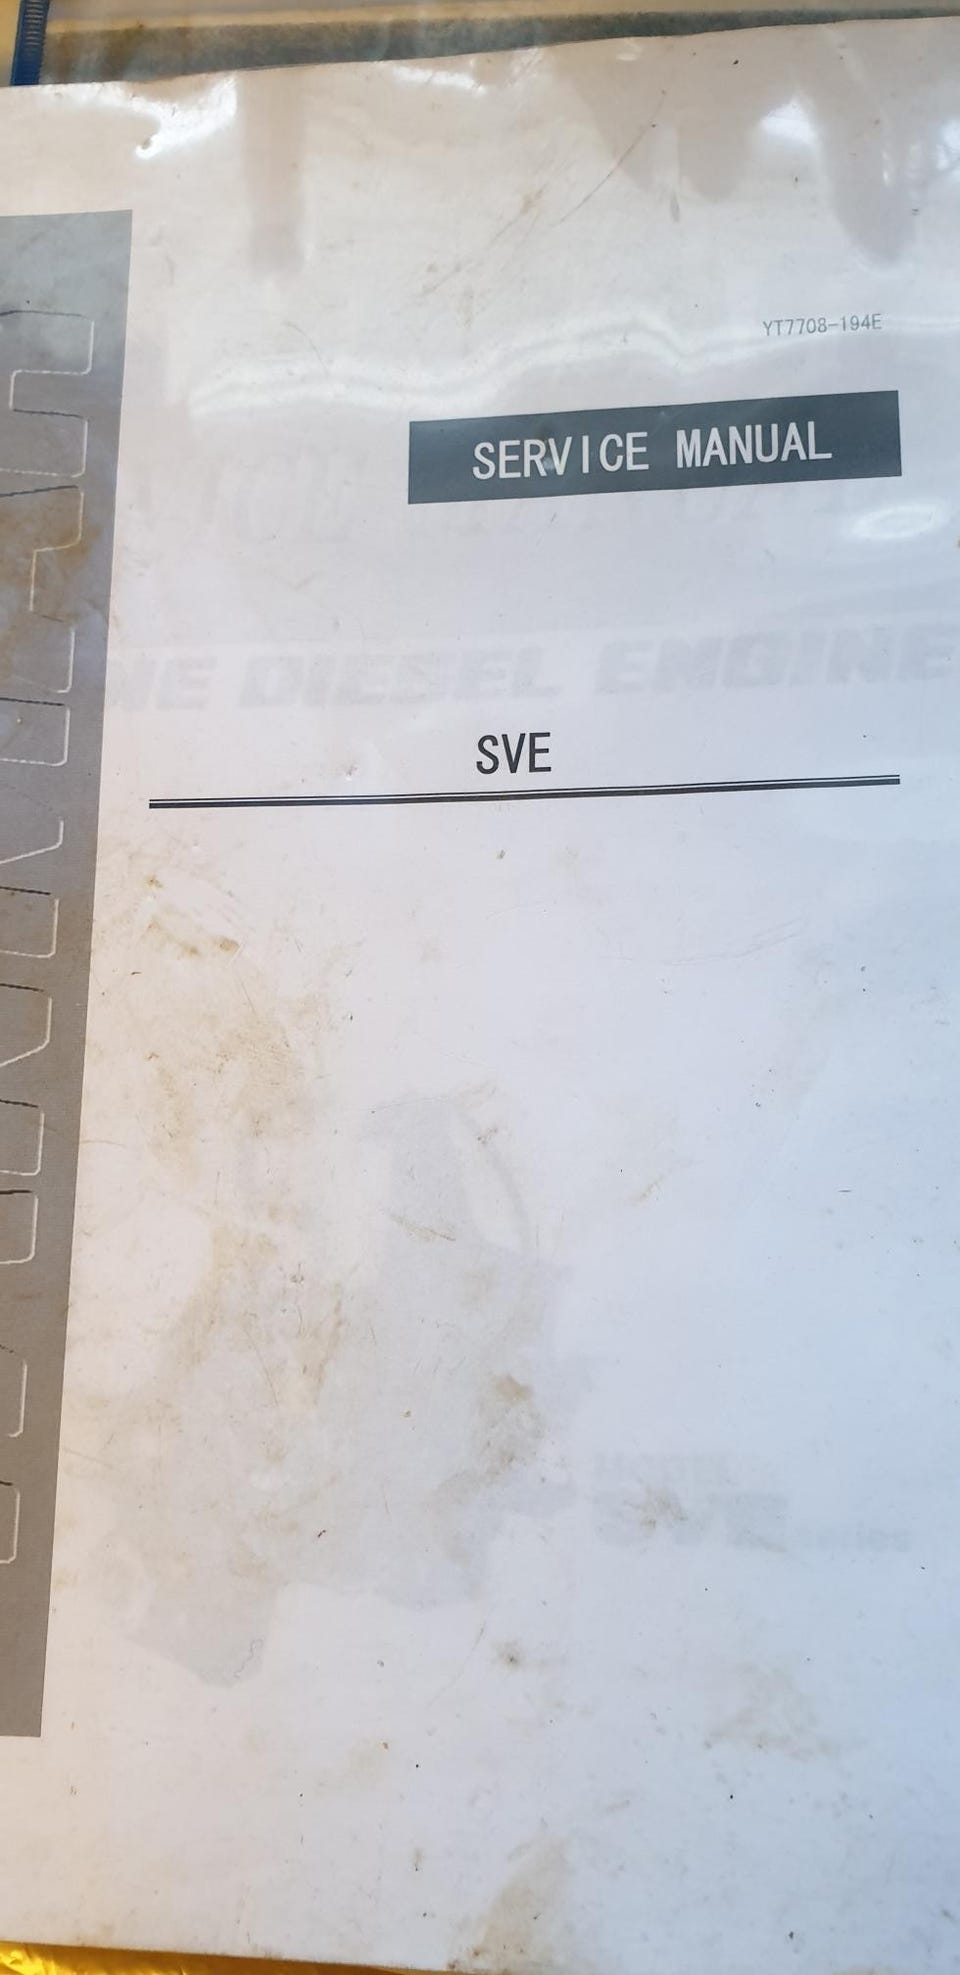 YT7708-194E
SERVICE MANUAL
NE DIESEL ENGINE
SVE